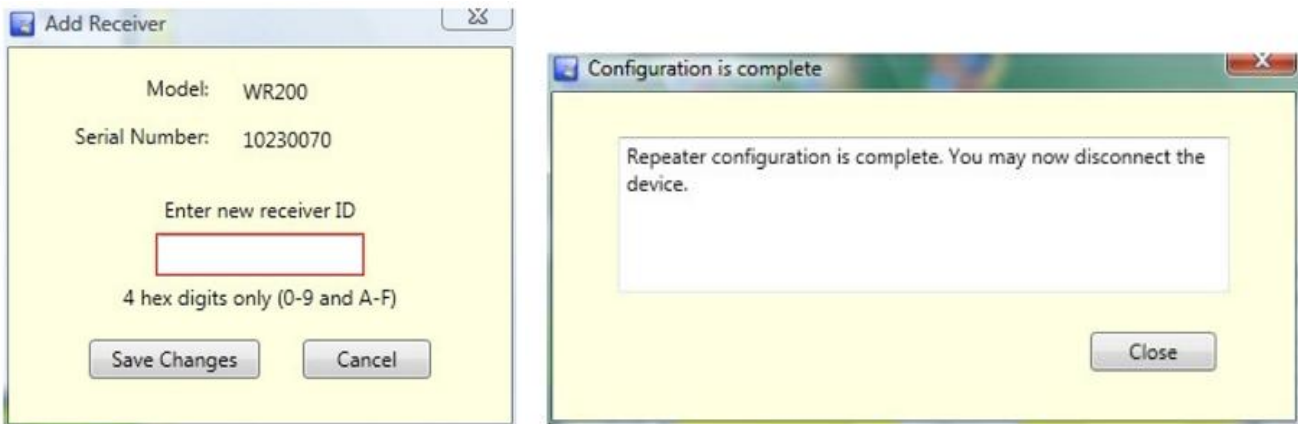 Add Receiver
Model: WR200
Serial Number: 10230070
Enter new receiver ID
4 hex digits only (0-9 and A-F)
Save Changes Cancel
Configuration is complete
Repeater configuration is complete. You may now disconnect the
device.
Close